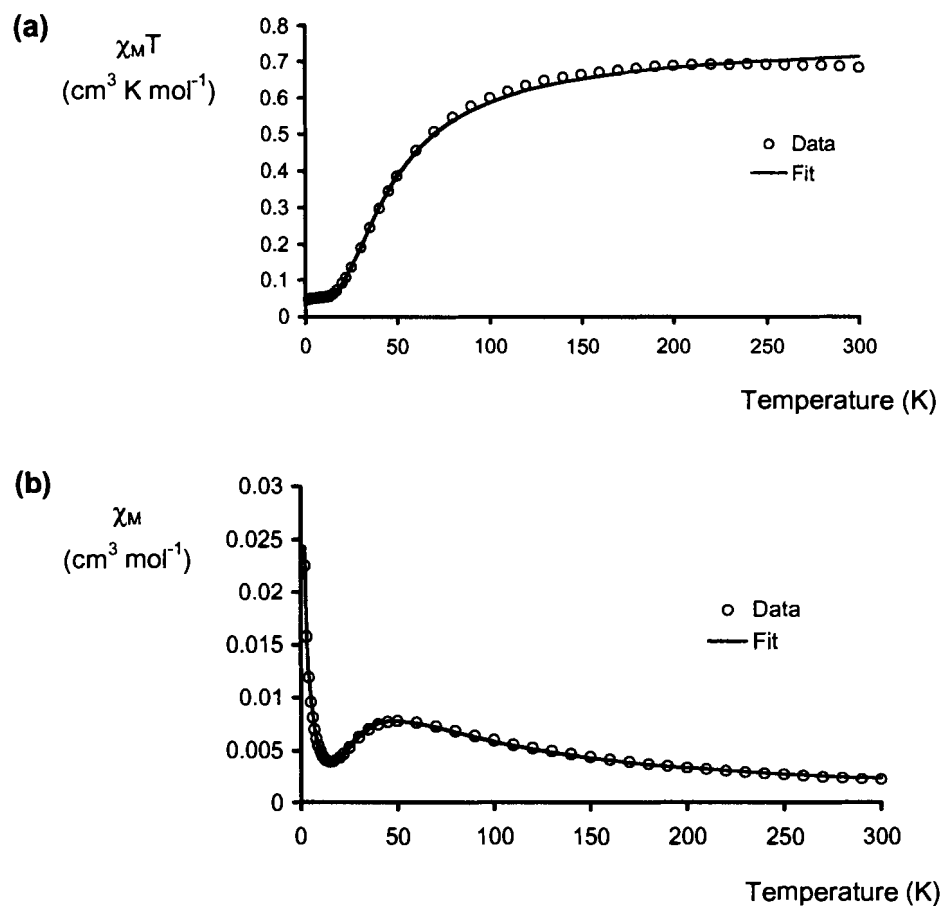 (a)
χMT
(cm³ K mol⁻¹)
0.8
0.7
0.6
0.5
0.4
0.3
0.2
0.1
0
0 50 100 150 200 250 300
Data
Fit
Temperature (K)
(b)
χM
(cm³ mol⁻¹)
0.03
0.025
0.02
0.015
0.01
0.005
0
0 50 100 150 200 250 300
Data
Fit
Temperature (K)